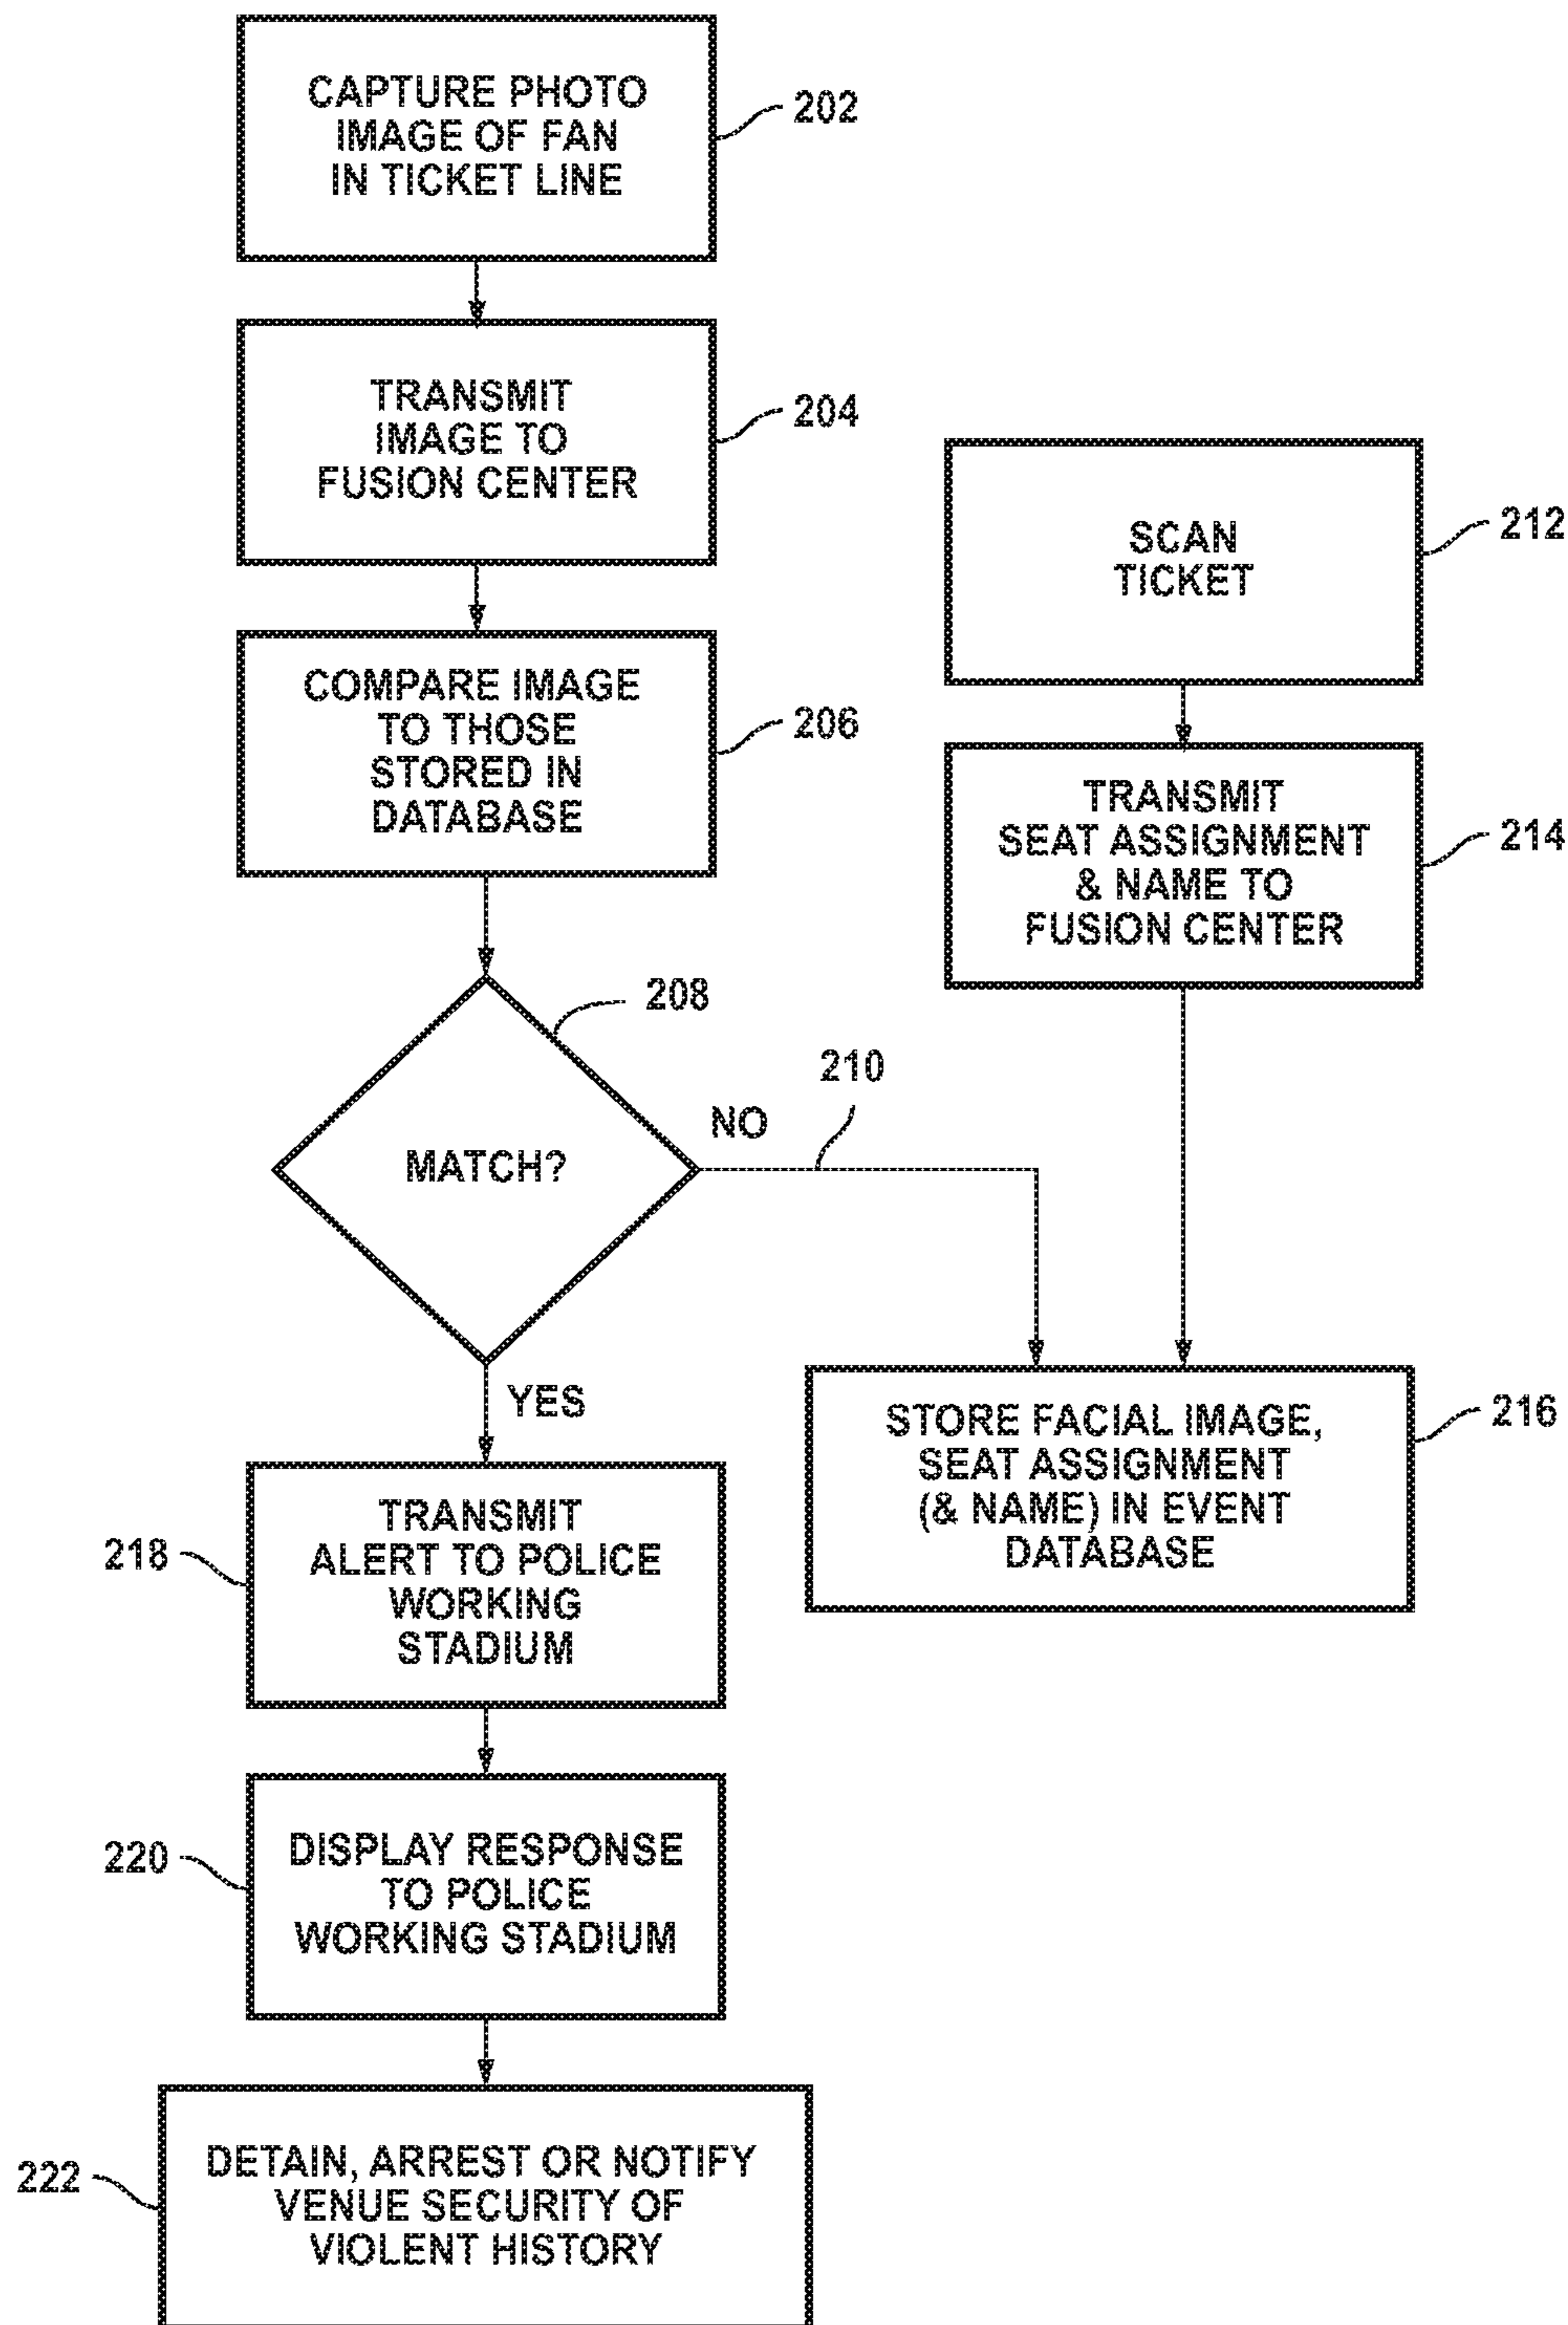 CAPTURE PHOTO
IMAGE OF FAN
IN TICKET LINE
202
TRANSMIT
IMAGE TO
FUSION CENTER
204
SCAN
TICKET
212
COMPARE IMAGE
TO THOSE
STORED IN
DATABASE
206
TRANSMIT
SEAT ASSIGNMENT
& NAME TO
FUSION CENTER
214
208
MATCH?
NO
210
YES
STORE FACIAL IMAGE,
SEAT ASSIGNMENT
(& NAME) IN EVENT
DATABASE
216
TRANSMIT
ALERT TO POLICE
WORKING
STADIUM
218
DISPLAY RESPONSE
TO POLICE
WORKING STADIUM
220
DETAIN, ARREST OR NOTIFY
VENUE SECURITY OF
VIOLENT HISTORY
222